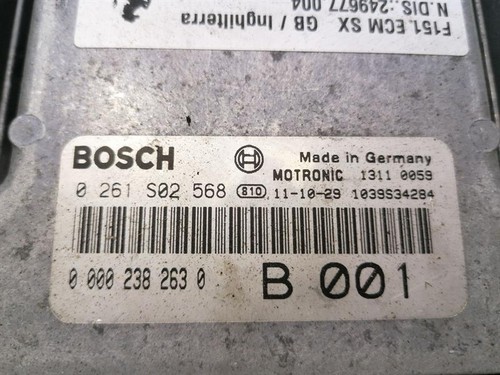 F151.ECM SX GB / Inghilterra
N.DIS.:249677.004
BOSCH
Made in Germany
MOTRONIC 1311 0059
0 261 S02 568 810 11-10-29 1039S34284
0 000 238 263 0 B 001